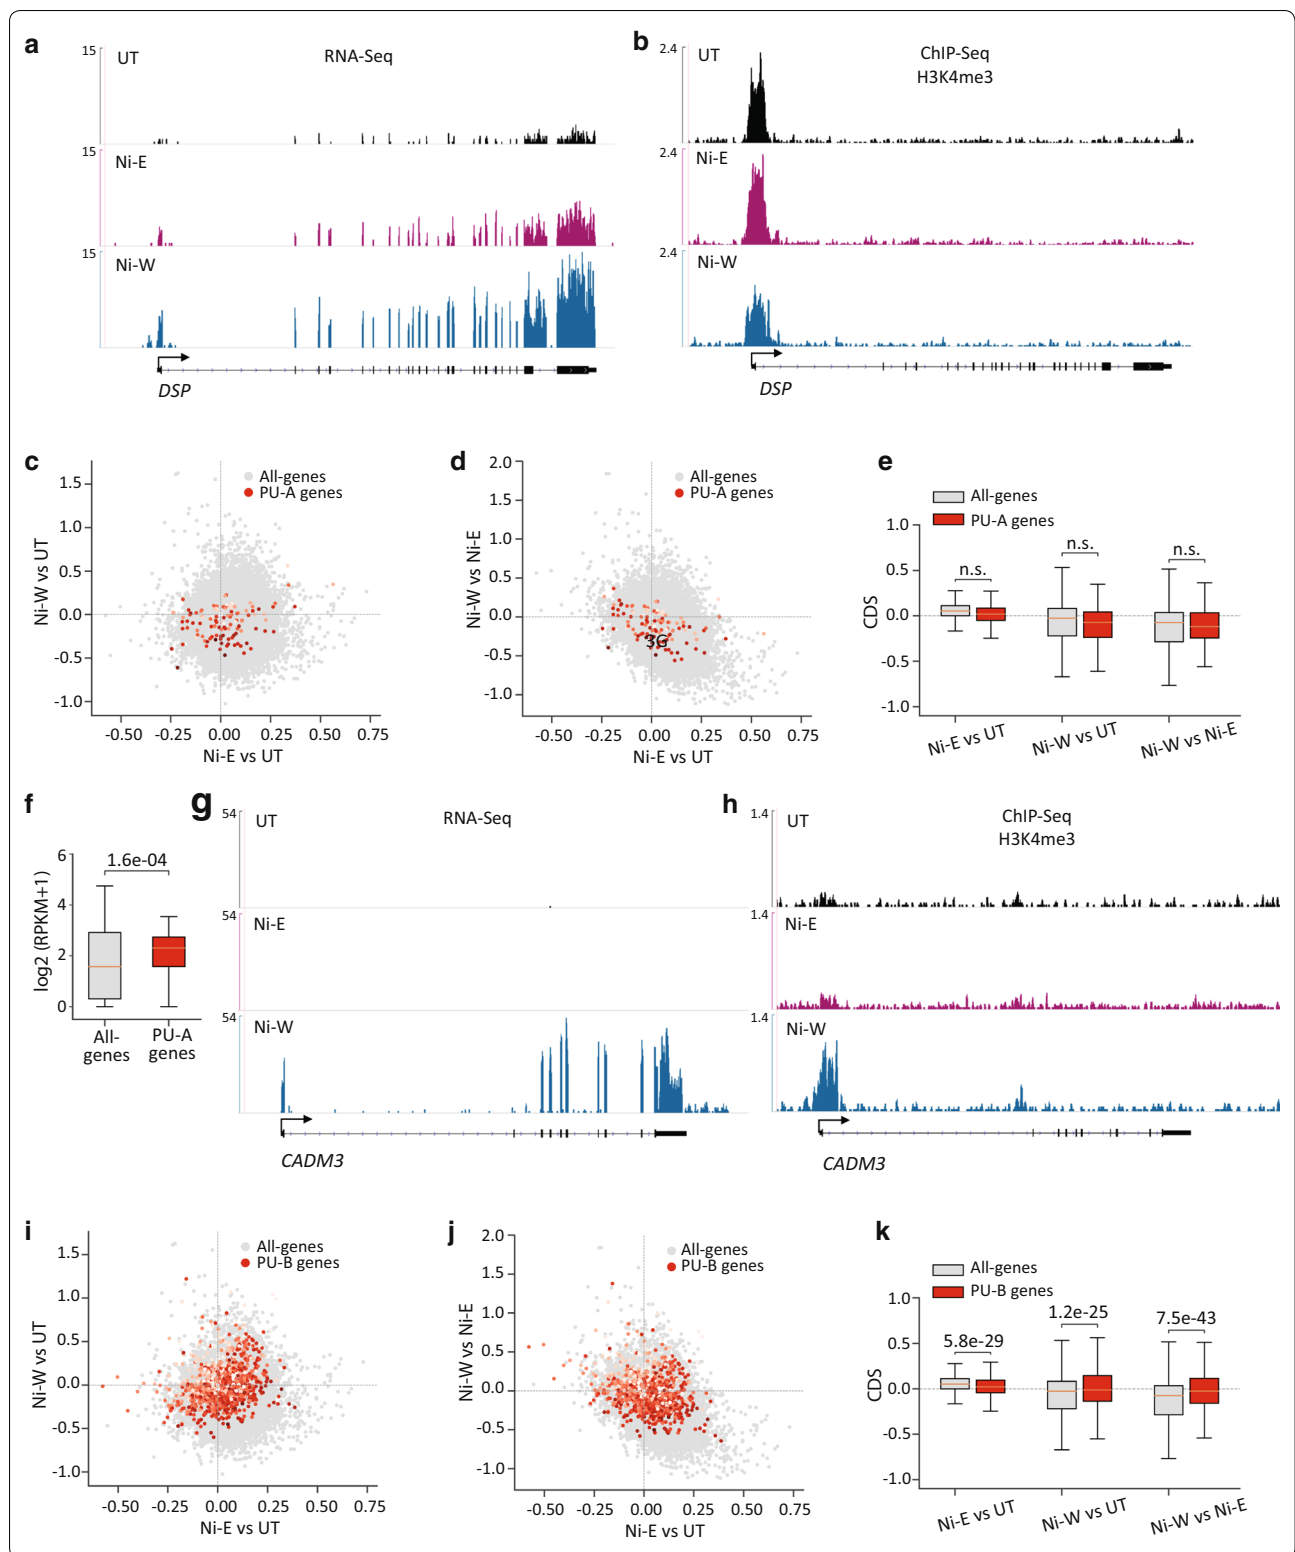 a
15
UT
RNA-Seq
15
Ni-E
15
Ni-W
DSP
b
2.4
UT
ChIP-Seq
H3K4me3
2.4
Ni-E
2.4
Ni-W
DSP
c
All-genes
PU-A genes
Ni-W vs UT
1.5
1.0
0.5
0.0
-0.5
-1.0
-0.50 -0.25 0.00 0.25 0.50 0.75
Ni-E vs UT
d
All-genes
PU-A genes
Ni-W vs Ni-E
2.0
1.5
1.0
0.5
0.0
-0.5
-1.0
3G
-0.50 -0.25 0.00 0.25 0.50 0.75
Ni-E vs UT
e
All-genes
PU-A genes
CDS
1.0
0.5
0.0
-0.5
-1.0
n.s.
n.s.
n.s.
Ni-E vs UT
Ni-W vs UT
Ni-W vs Ni-E
f
log2 (RPKM+1)
6
4
2
0
1.6e-04
All-
genes
PU-A
genes
g
54
UT
RNA-Seq
54
Ni-E
54
Ni-W
CADM3
h
1.4
UT
ChIP-Seq
H3K4me3
1.4
Ni-E
1.4
Ni-W
CADM3
i
All-genes
PU-B genes
Ni-W vs UT
1.5
1.0
0.5
0.0
-0.5
-1.0
-0.50 -0.25 0.00 0.25 0.50 0.75
Ni-E vs UT
j
All-genes
PU-B genes
Ni-W vs Ni-E
2.0
1.5
1.0
0.5
0.0
-0.5
-1.0
-0.50 -0.25 0.00 0.25 0.50 0.75
Ni-E vs UT
k
All-genes
PU-B genes
CDS
1.0
0.5
0.0
-0.5
-1.0
5.8e-29
1.2e-25
7.5e-43
Ni-E vs UT
Ni-W vs UT
Ni-W vs Ni-E